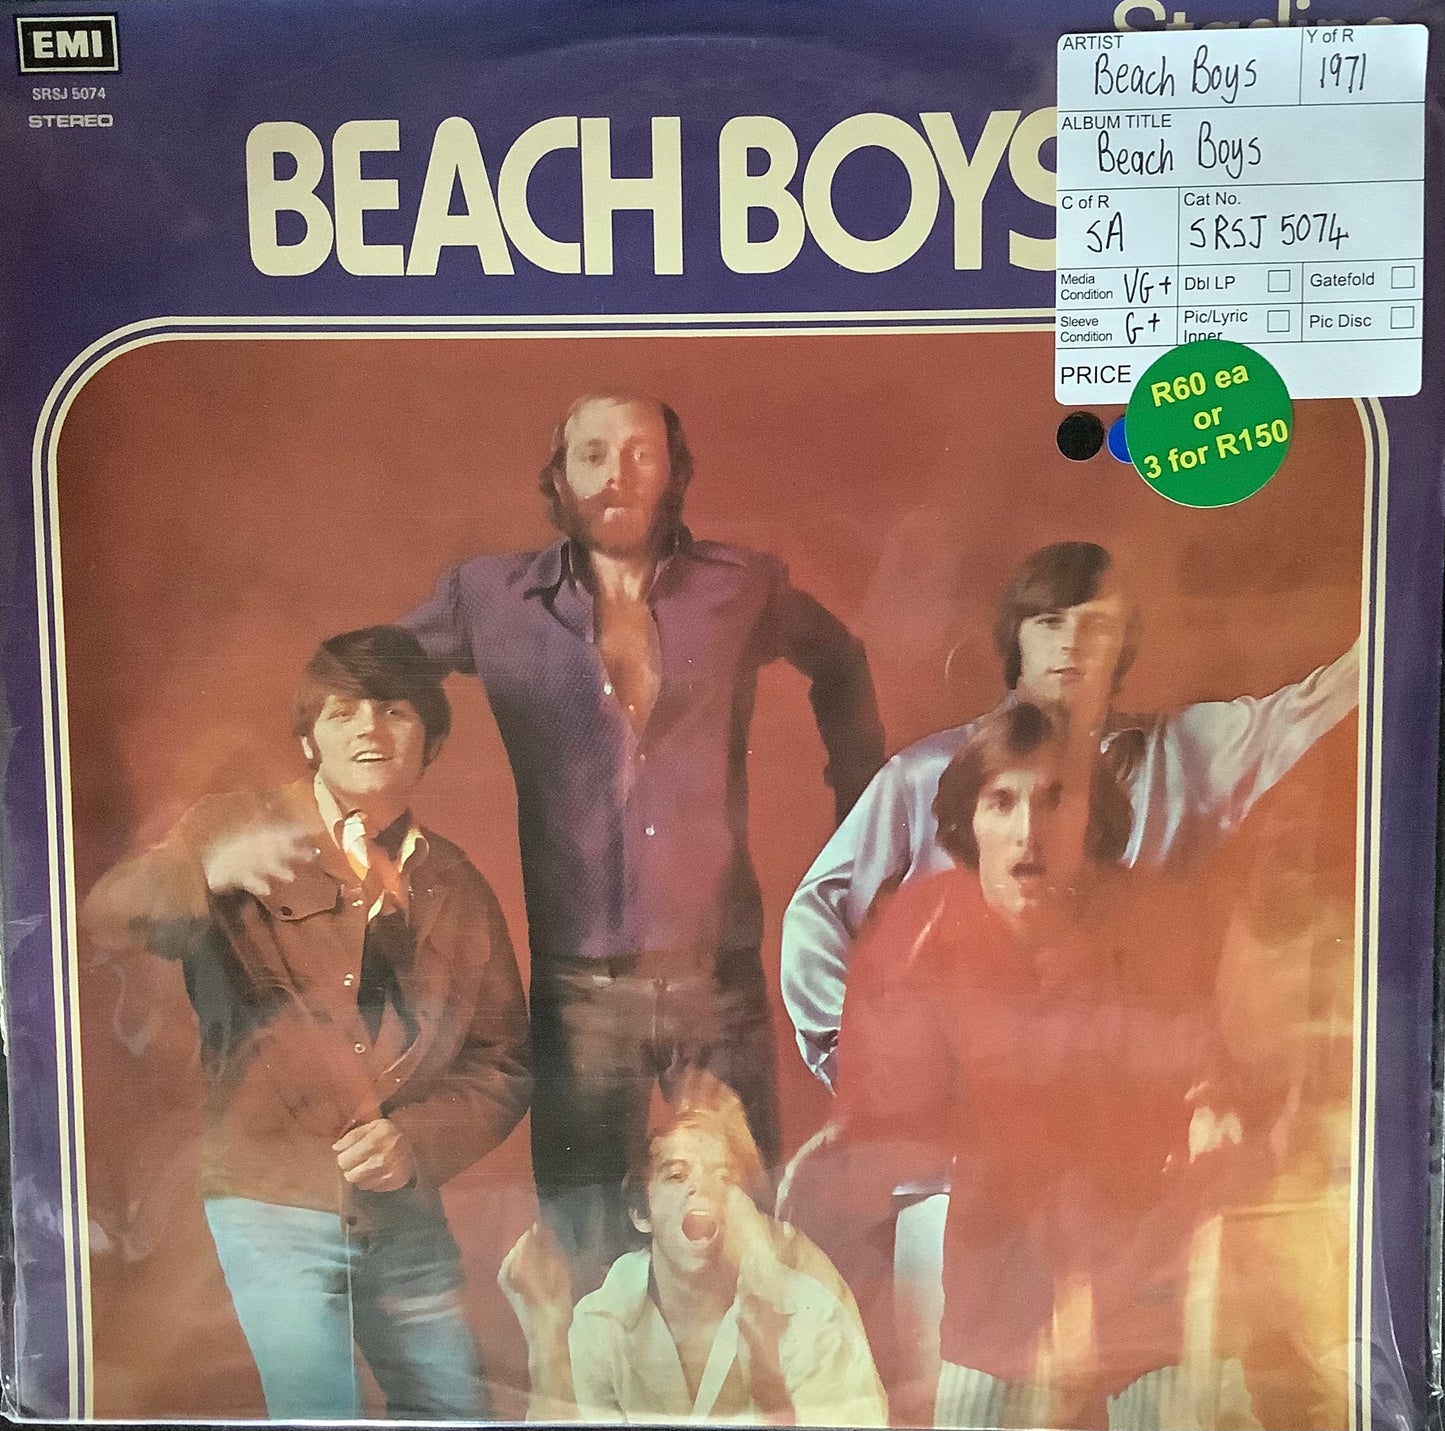 EMI
SRSJ 5074
STEREO
BEACH BOYS
ARTIST
Beach Boys
Y of R
1971
ALBUM TITLE
Beach Boys
C of R
SA
Cat No.
SRSJ 5074
Media
Condition
VG+
Dbl LP
Gatefold
Sleeve
Condition
G+
Pic/Lyric
Inner
Pic Disc
PRICE
R60 ea
or
3 for R150